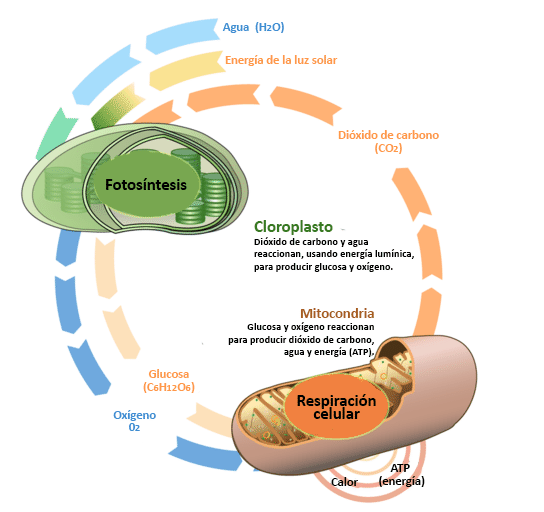 Agua (H2O)
Energía de la luz solar
Dióxido de carbono
(CO2)
Fotosíntesis
Cloroplasto
Dióxido de carbono y agua
reaccionan, usando energía lumínica,
para producir glucosa y oxígeno.
Mitocondria
Glucosa y oxígeno reaccionan
para producir dióxido de carbono,
agua y energía (ATP).
Glucosa
(C6H12O6)
Oxígeno
02
Respiración
celular
Calor
ATP
(energía)